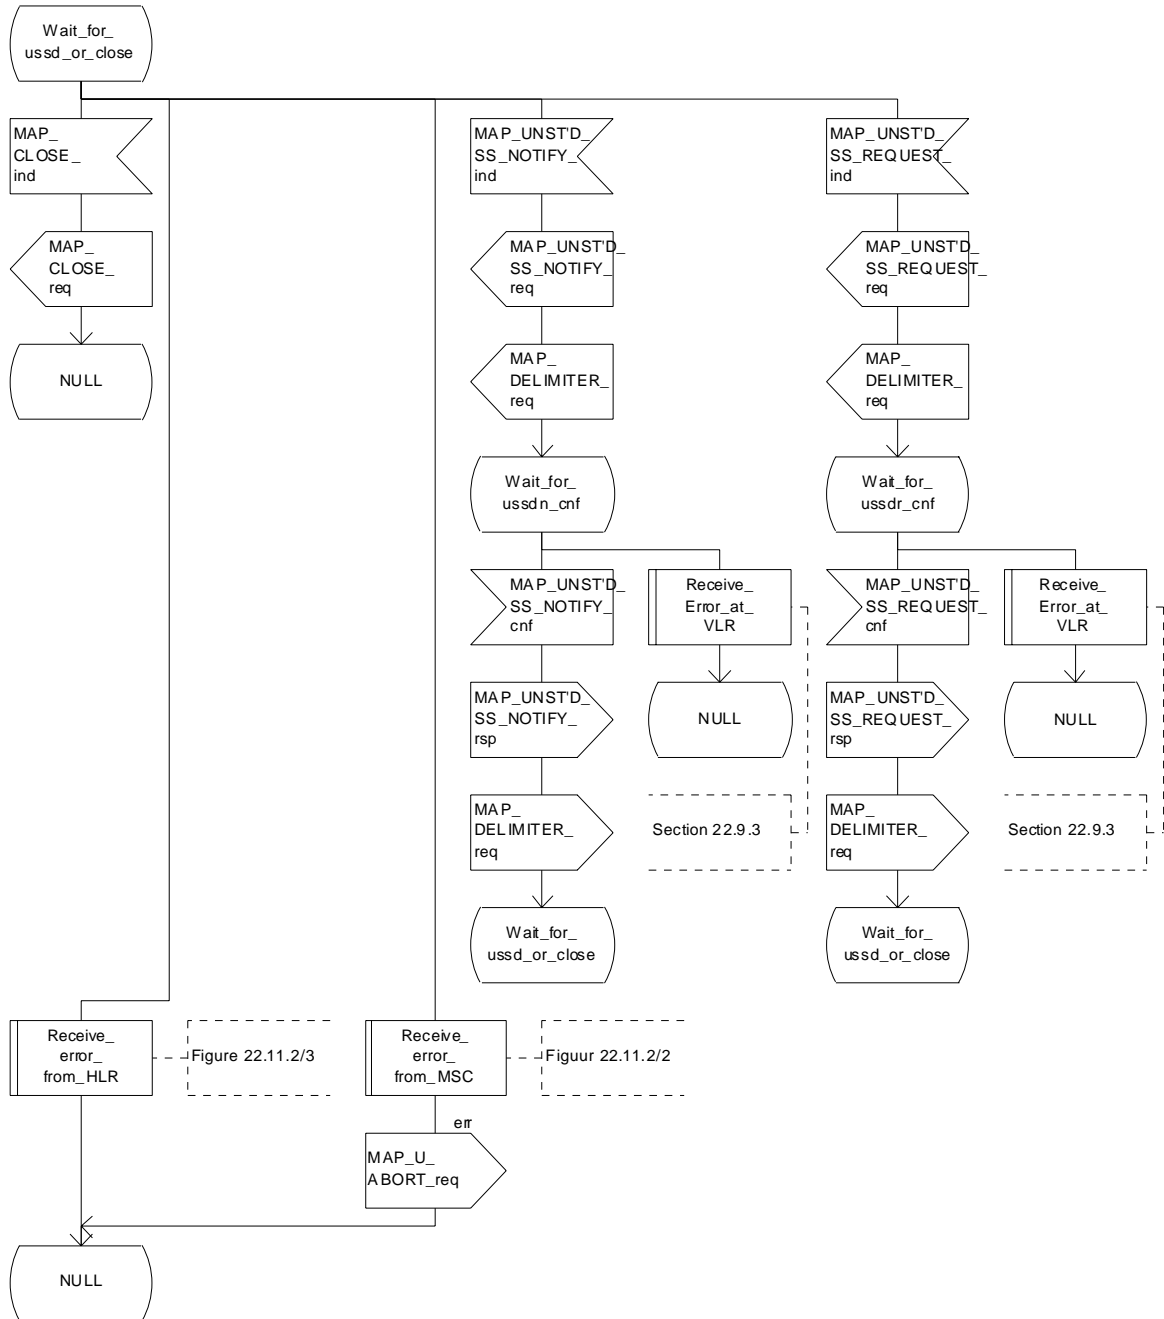 Wait_for_
ussd_or_close
MAP_
CLOSE_
ind
MAP_UNST'D_
SS_NOTIFY_
ind
MAP_UNST'D_
SS_REQUEST_
ind
MAP_
CLOSE_
req
MAP_UNST'D_
SS_NOTIFY_
req
MAP_UNST'D_
SS_REQUEST_
req
NULL
MAP_
DELIMITER_
req
MAP_
DELIMITER_
req
Wait_for_
ussdn_cnf
Wait_for_
ussdr_cnf
MAP_UNST'D_
SS_NOTIFY_
cnf
Receive_
Error_at_
VLR
MAP_UNST'D_
SS_REQUEST_
cnf
Receive_
Error_at_
VLR
MAP_UNST'D_
SS_NOTIFY_
rsp
NULL
MAP_UNST'D_
SS_REQUEST_
rsp
NULL
MAP_
DELIMITER_
req
Section 22.9.3
MAP_
DELIMITER_
req
Section 22.9.3
Wait_for_
ussd_or_close
Wait_for_
ussd_or_close
Receive_
error_
from_HLR
Figure 22.11.2/3
Receive_
error_
from_MSC
Figuur 22.11.2/2
err
MAP_U_
ABORT_req
NULL